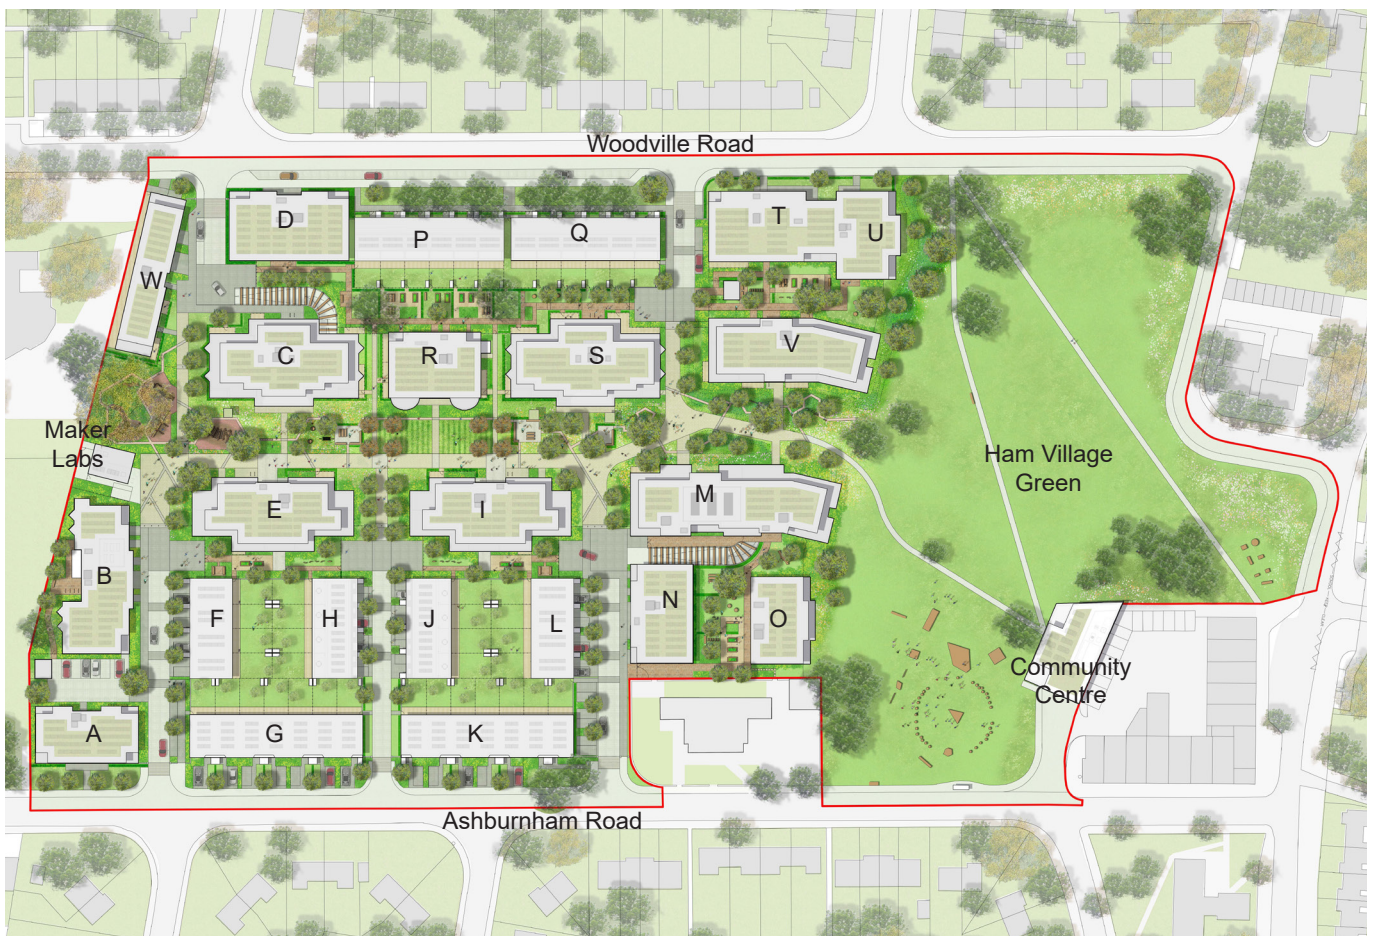 Woodville Road
D
P
Q
T
U
W
C
R
S
V
Maker
Labs
Ham Village
Green
E
I
M
B
F
H
J
L
N
O
Community
Centre
A
G
K
Ashburnham Road